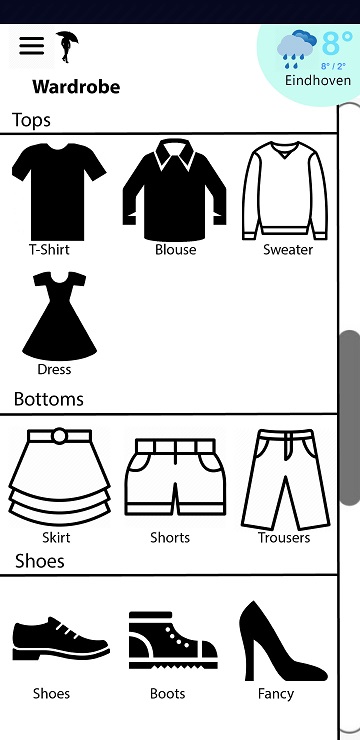 8°
8° / 2°
Eindhoven
Wardrobe
Tops
T-Shirt Blouse Sweater
Dress
Bottoms
Skirt Shorts Trousers
Shoes
Shoes Boots Fancy